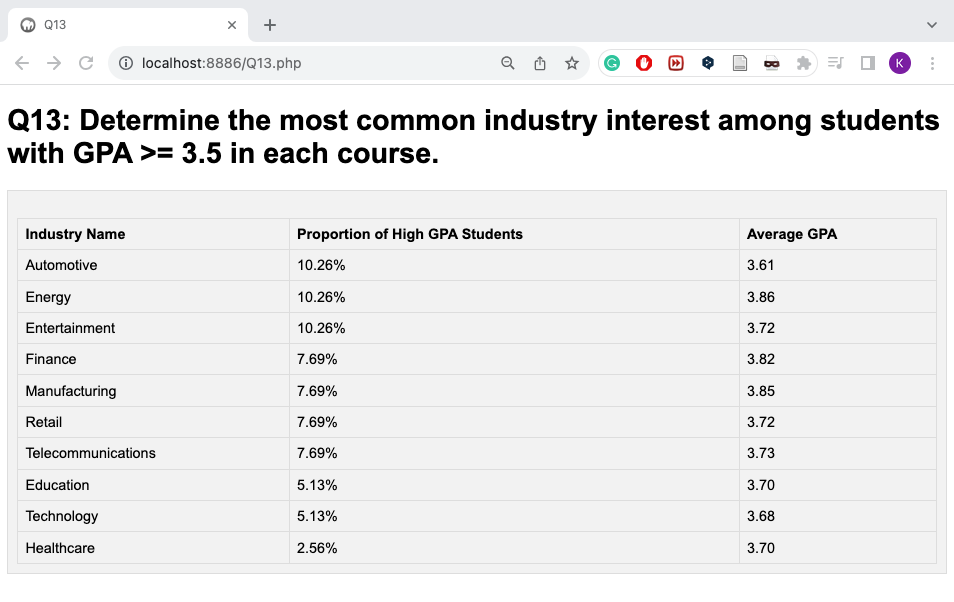 Q13
localhost:8886/Q13.php
K
Q13: Determine the most common industry interest among students
with GPA >= 3.5 in each course.
Industry Name Proportion of High GPA Students Average GPA
Automotive 10.26% 3.61
Energy 10.26% 3.86
Entertainment 10.26% 3.72
Finance 7.69% 3.82
Manufacturing 7.69% 3.85
Retail 7.69% 3.72
Telecommunications 7.69% 3.73
Education 5.13% 3.70
Technology 5.13% 3.68
Healthcare 2.56% 3.70